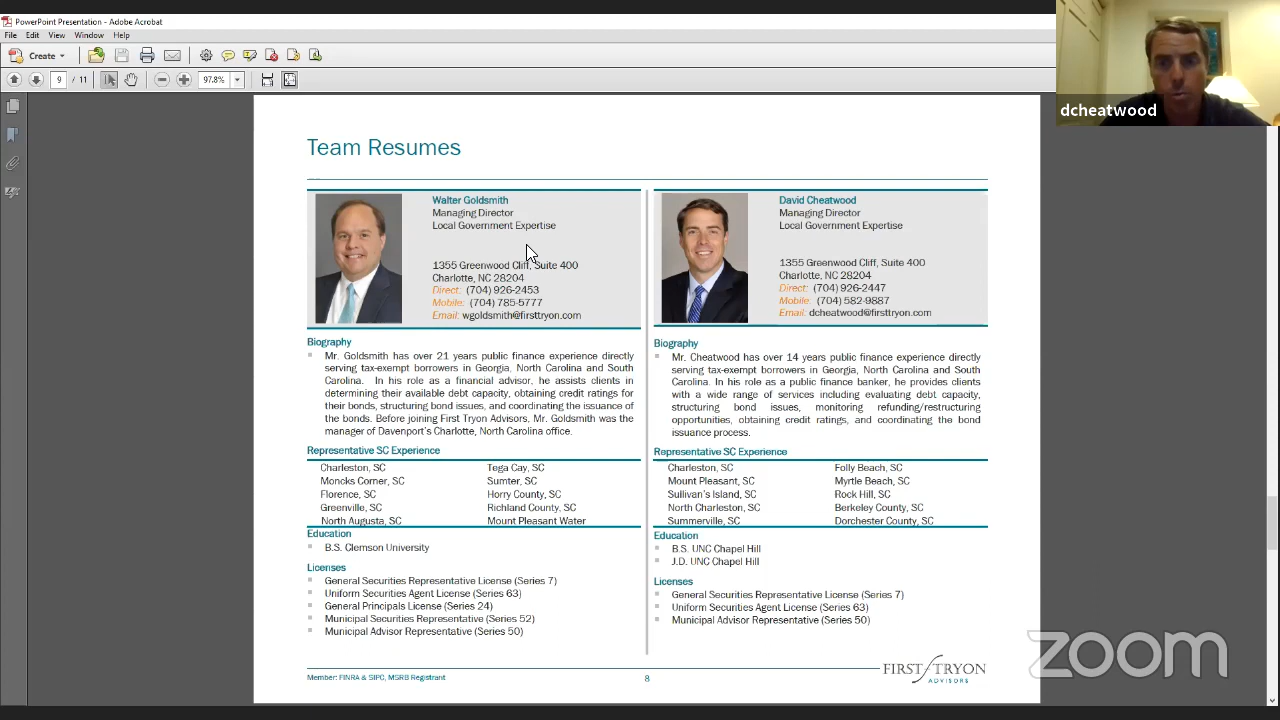 PowerPoint Presentation - Adobe Acrobat
File Edit View Window Help
Create
9 / 11 97.8%
dcheatwood
Team Resumes
Walter Goldsmith
Managing Director
Local Government Expertise
1355 Greenwood Cliff, Suite 400
Charlotte, NC 28204
Direct: (704) 926-2453
Mobile: (704) 785-5777
Email: wgoldsmith@firsttryon.com
Biography
Mr. Goldsmith has over 21 years public finance experience directly
serving tax-exempt borrowers in Georgia, North Carolina and South
Carolina. In his role as a financial advisor, he assists clients in
determining their available debt capacity, obtaining credit ratings for
their bonds, structuring bond issues, and coordinating the issuance of
the bonds. Before joining First Tryon Advisors, Mr. Goldsmith was the
manager of Davenport's Charlotte, North Carolina office.
Representative SC Experience
Charleston, SC Tega Cay, SC
Moncks Corner, SC Sumter, SC
Florence, SC Horry County, SC
Greenville, SC Richland County, SC
North Augusta, SC Mount Pleasant Water
Education
B.S. Clemson University
Licenses
General Securities Representative License (Series 7)
Uniform Securities Agent License (Series 63)
General Principals License (Series 24)
Municipal Securities Representative (Series 52)
Municipal Advisor Representative (Series 50)
David Cheatwood
Managing Director
Local Government Expertise
1355 Greenwood Cliff, Suite 400
Charlotte, NC 28204
Direct: (704) 926-2447
Mobile: (704) 582-9887
Email: dcheatwood@firsttryon.com
Biography
Mr. Cheatwood has over 14 years public finance experience directly
serving tax-exempt borrowers in Georgia, North Carolina and South
Carolina. In his role as a public finance banker, he provides clients
with a wide range of services including evaluating debt capacity,
structuring bond issues, monitoring refunding/restructuring
opportunities, obtaining credit ratings, and coordinating the bond
issuance process.
Representative SC Experience
Charleston, SC Folly Beach, SC
Mount Pleasant, SC Myrtle Beach, SC
Sullivan's Island, SC Rock Hill, SC
North Charleston, SC Berkeley County, SC
Summerville, SC Dorchester County, SC
Education
B.S. UNC Chapel Hill
J.D. UNC Chapel Hill
Licenses
General Securities Representative License (Series 7)
Uniform Securities Agent License (Series 63)
Municipal Advisor Representative (Series 50)
Member: FINRA & SIPC, MSRB Registrant
8
FIRST TRYON
ADVISORS
zoom